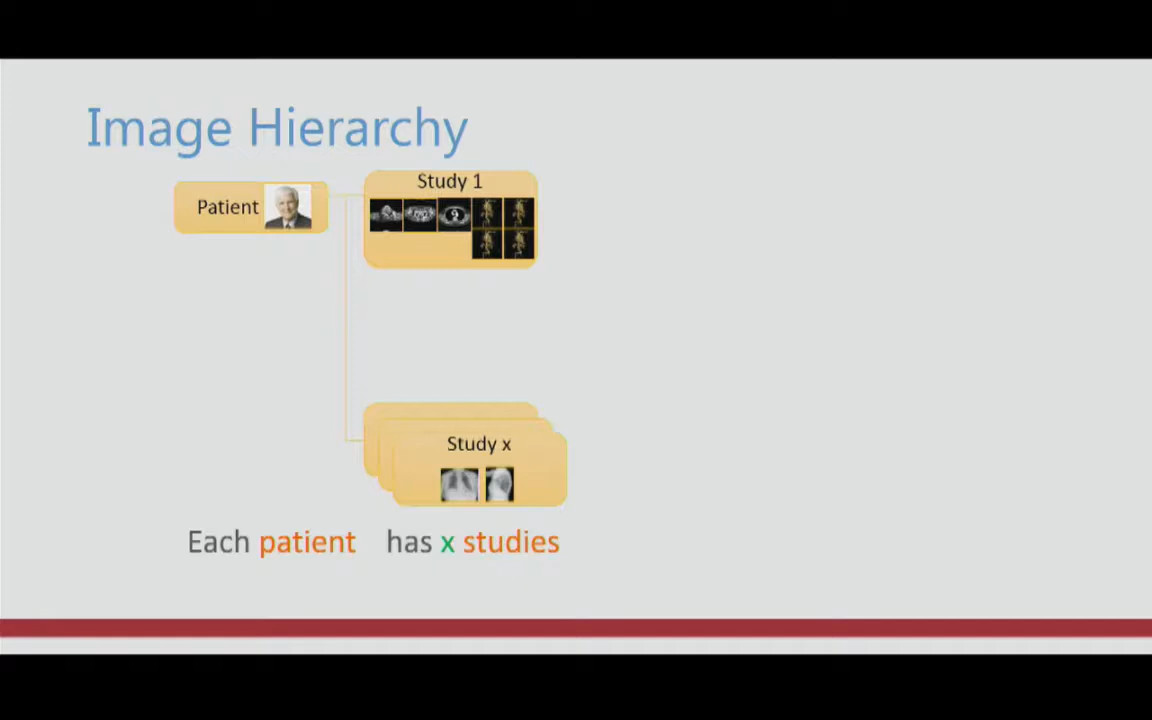 Image Hierarchy
Patient
Study 1
Study x
Each patient has x studies